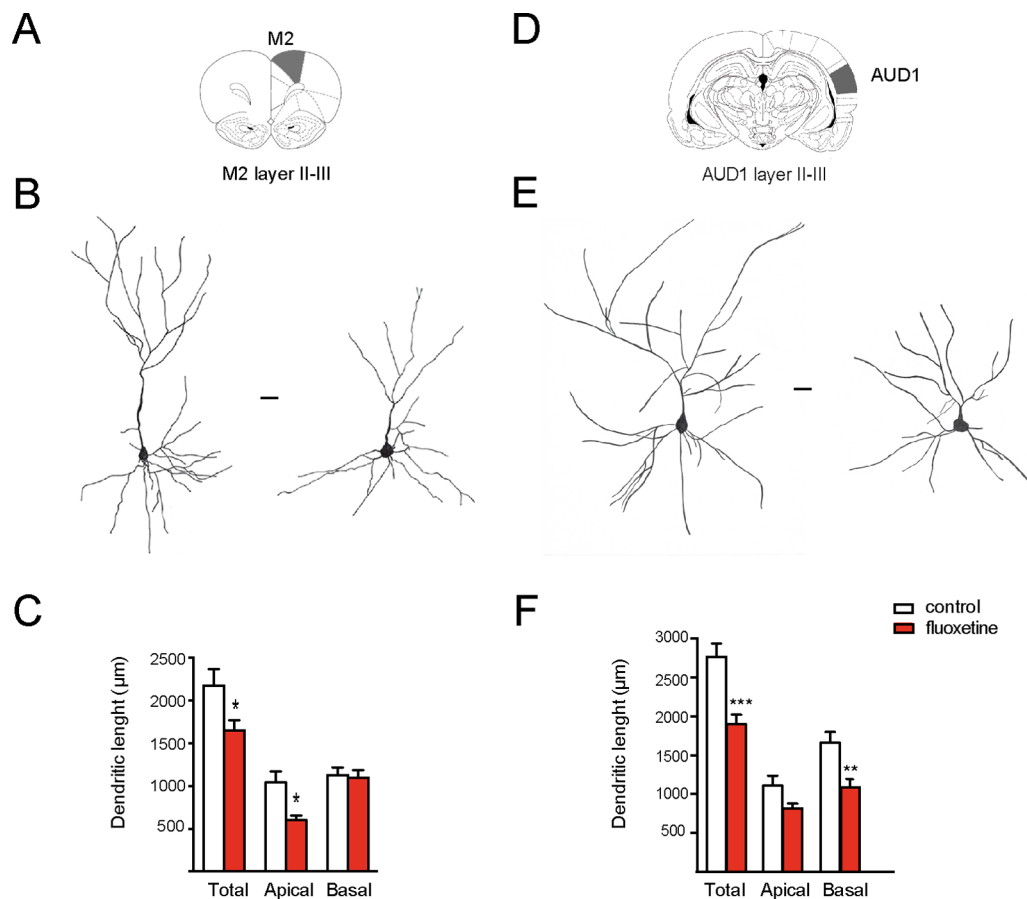 A
M2
M2 layer II-III
D
AUD1
AUD1 layer II-III
B
E
C
Dendritic lenght (µm)
2500
2000
1500
1000
500
*
*
Total Apical Basal
F
control
fluoxetine
Dendritic lenght (µm)
3000
2500
2000
1500
1000
500
***
**
Total Apical Basal